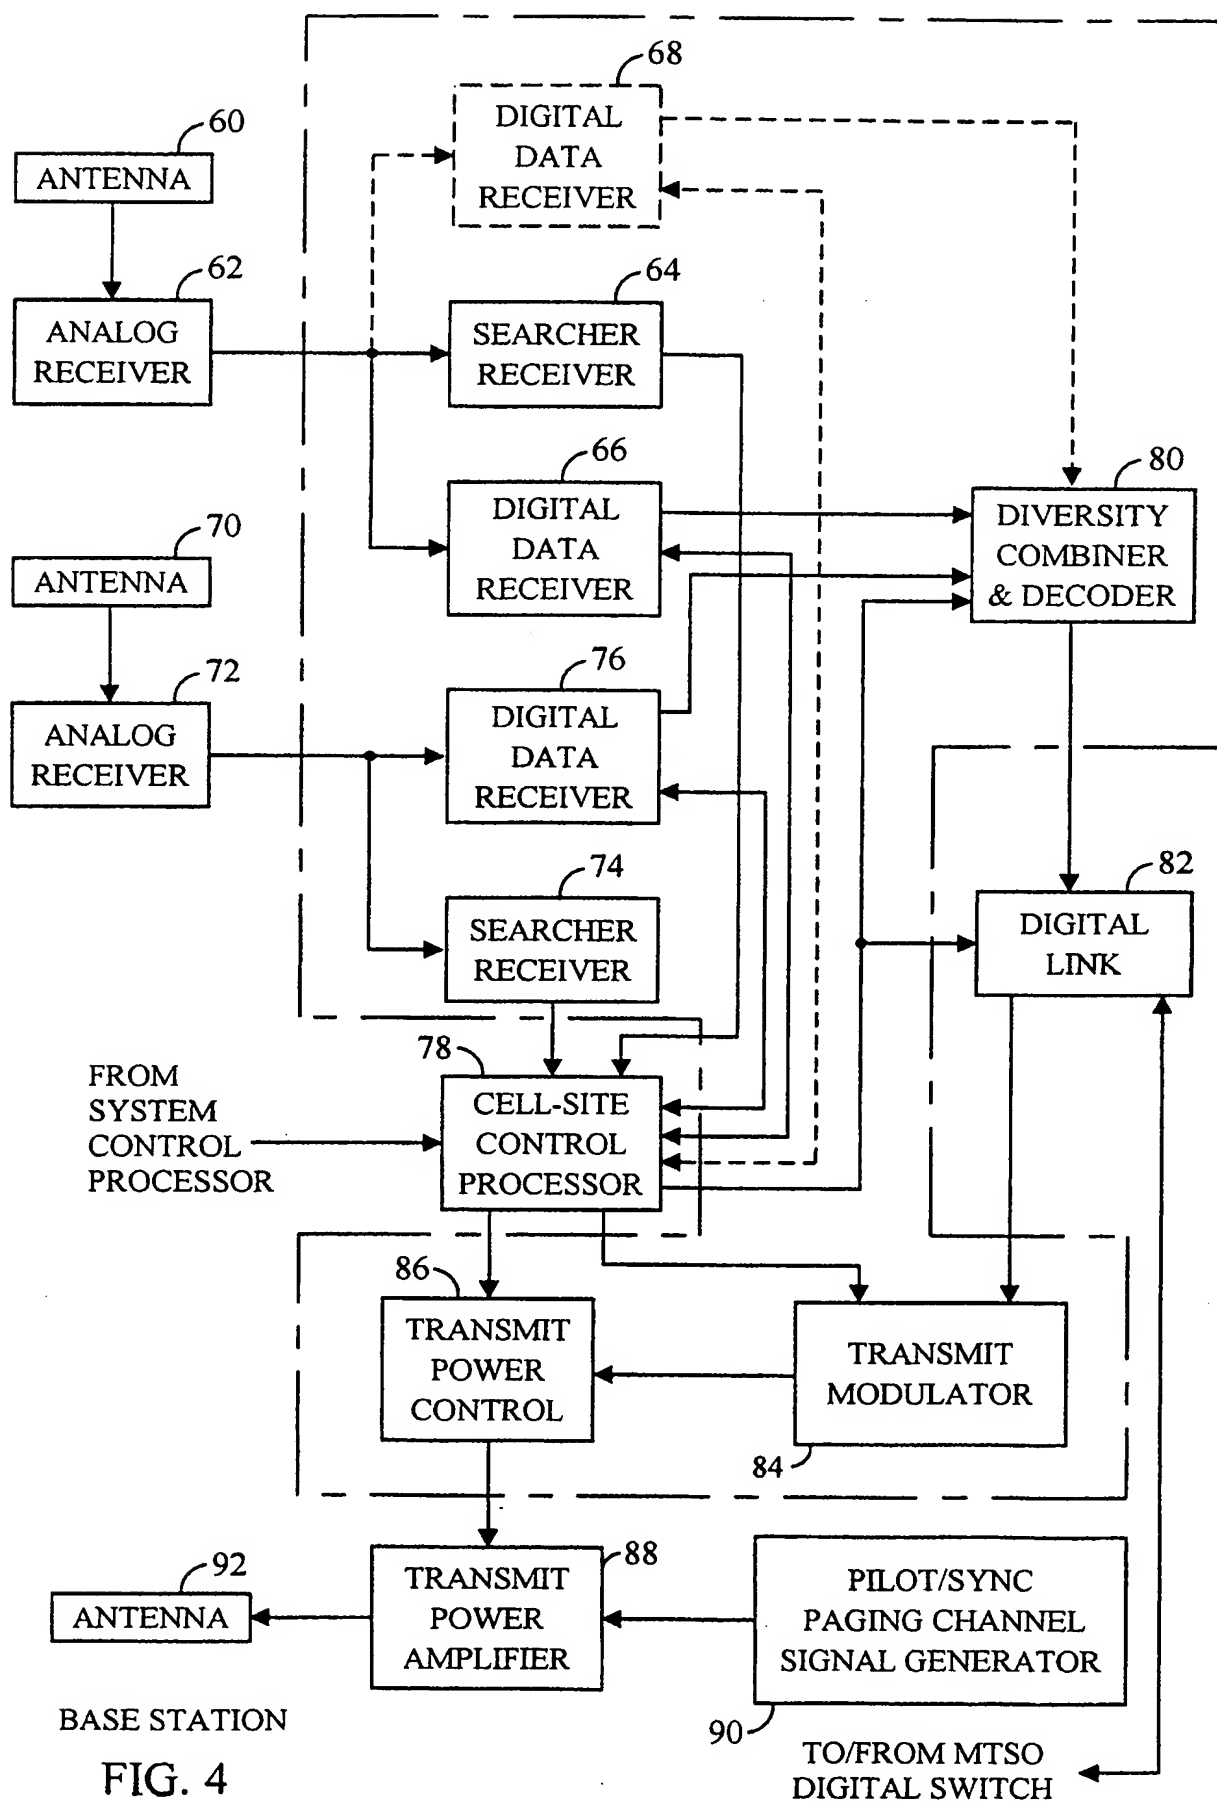 68
DIGITAL
DATA
RECEIVER
60
ANTENNA
62
ANALOG
RECEIVER
64
SEARCHER
RECEIVER
66
DIGITAL
DATA
RECEIVER
80
DIVERSITY
COMBINER
& DECODER
70
ANTENNA
72
ANALOG
RECEIVER
76
DIGITAL
DATA
RECEIVER
74
SEARCHER
RECEIVER
82
DIGITAL
LINK
78
CELL-SITE
CONTROL
PROCESSOR
FROM
SYSTEM
CONTROL
PROCESSOR
86
TRANSMIT
POWER
CONTROL
TRANSMIT
MODULATOR
84
88
TRANSMIT
POWER
AMPLIFIER
92
ANTENNA
PILOT/SYNC
PAGING CHANNEL
SIGNAL GENERATOR
90
BASE STATION
FIG. 4
TO/FROM MTSO
DIGITAL SWITCH